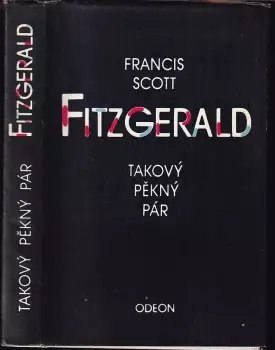 FITZGERALD
TAKOVÝ PĚKNÝ PÁR
FRANCIS
SCOTT
FITZGERALD
TAKOVÝ
PĚKNÝ
PÁR
ODEON